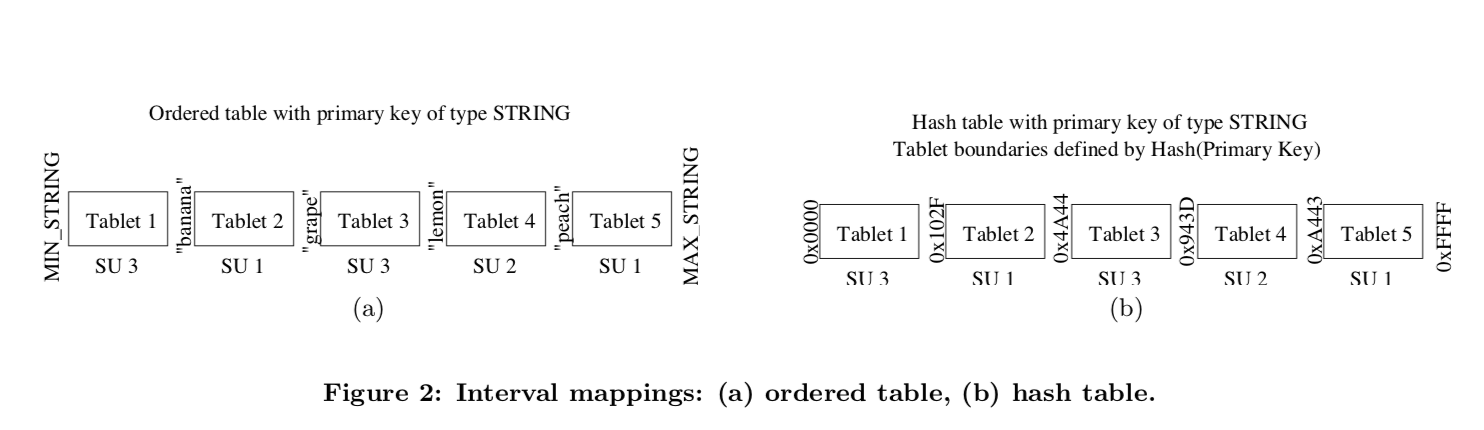 Ordered table with primary key of type STRING
MIN_STRING
Tablet 1
"banana"
Tablet 2
"grape"
Tablet 3
"lemon"
Tablet 4
"peach"
Tablet 5
MAX_STRING
SU 3
SU 1
SU 3
SU 2
SU 1
(a)
Hash table with primary key of type STRING
Tablet boundaries defined by Hash(Primary Key)
0x0000
Tablet 1
0x102F
Tablet 2
0x4A44
Tablet 3
0x943D
Tablet 4
0xA443
Tablet 5
0xFFFF
SU 3
SU 1
SU 3
SU 2
SU 1
(b)
Figure 2: Interval mappings: (a) ordered table, (b) hash table.